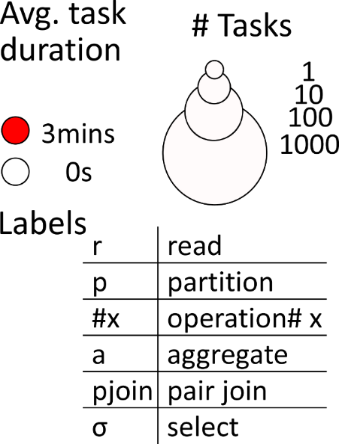 Avg. task
duration
3mins
0s
# Tasks
1
10
100
1000
Labels
r read
p partition
#x operation# x
a aggregate
pjoin pair join
σ select